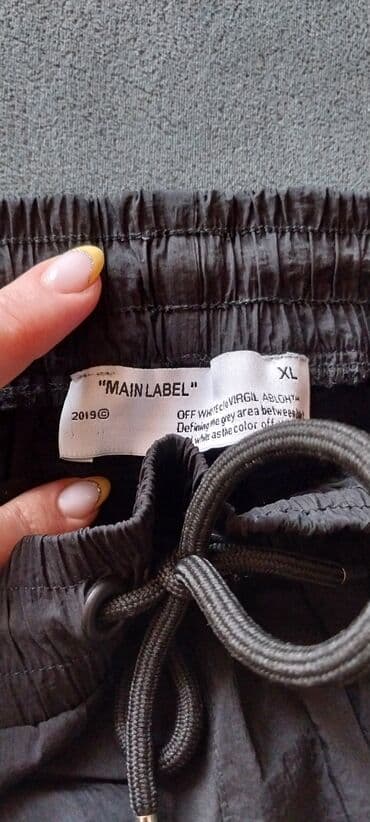 "MAIN LABEL"
XL
2019©
OFF WHITE c/o VIRGIL ABLOH™
Defining the grey area between
white as the color off